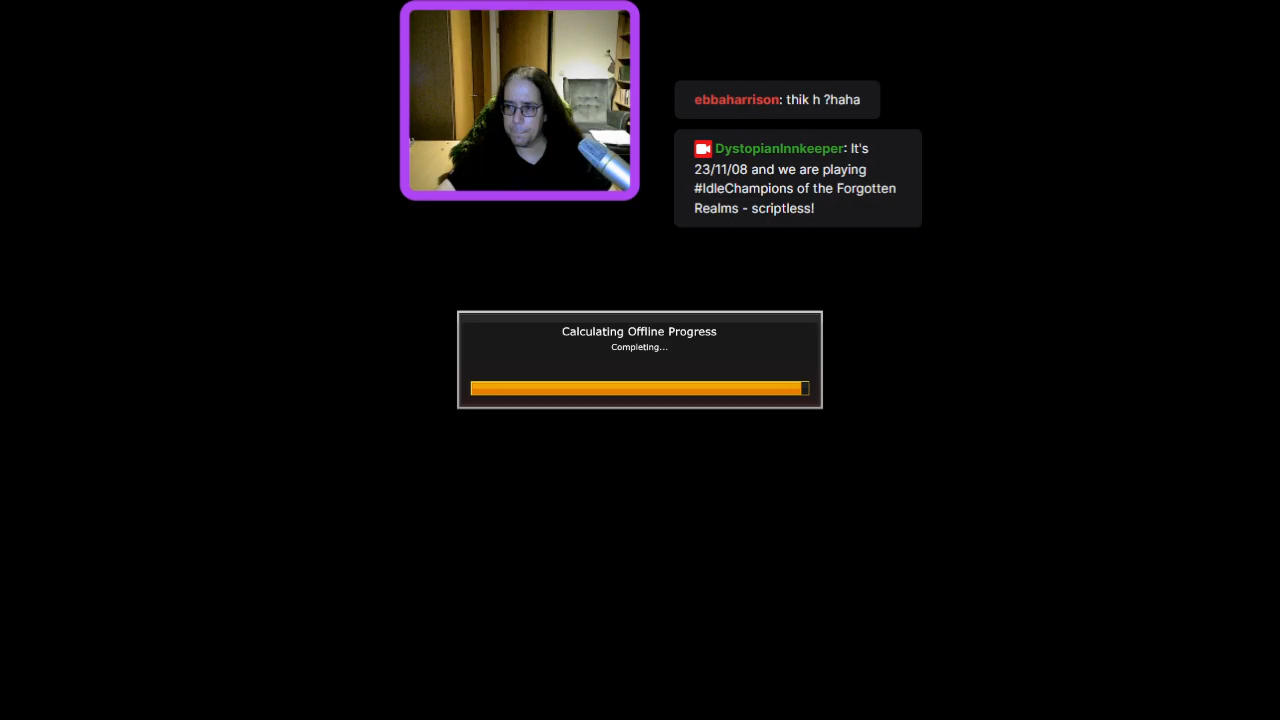 ebbaharrison: thik h ?haha
DystopianInnkeeper: It's
23/11/08 and we are playing
#IdleChampions of the Forgotten
Realms - scriptless!
Calculating Offline Progress
Completing...